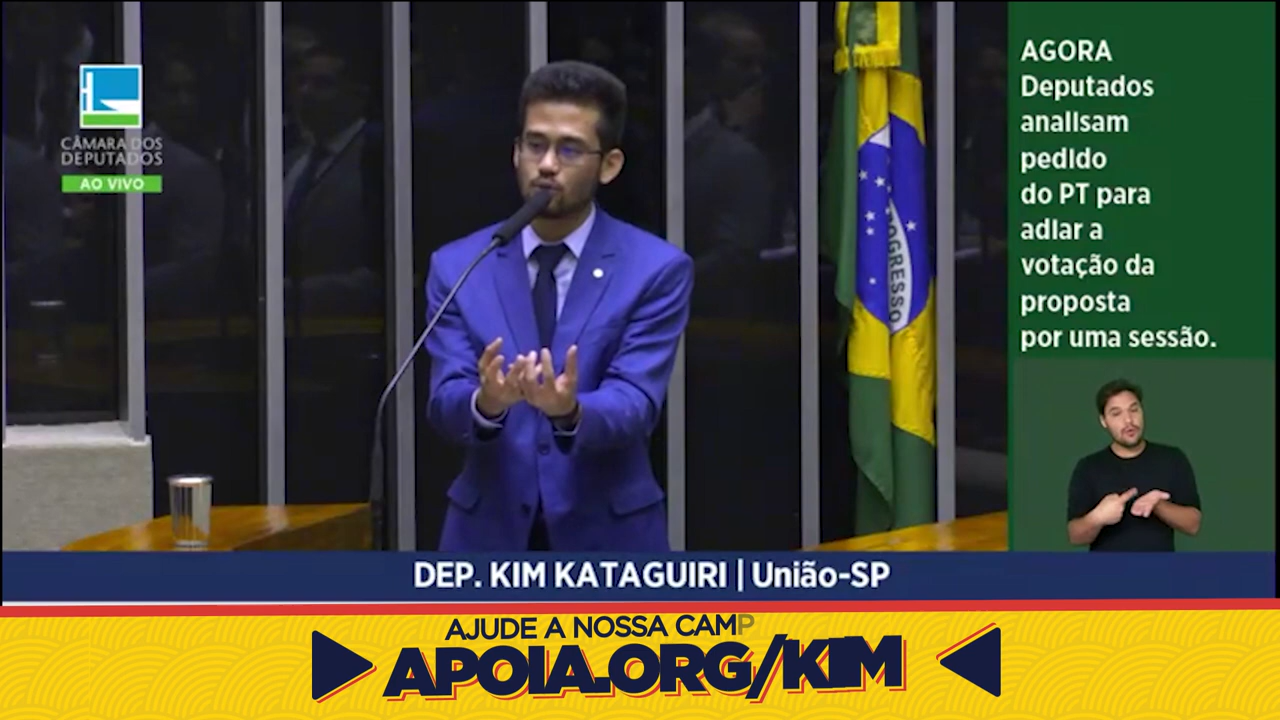 CÂMARA DOS
DEPUTADOS
AO VIVO
PROGRESSO
AGORA
Deputados
analisam
pedido
do PT para
adiar a
votação da
proposta
por uma sessão.
DEP. KIM KATAGUIRI | União-SP
AJUDE A NOSSA CAMP
APOIA.ORG/KIM